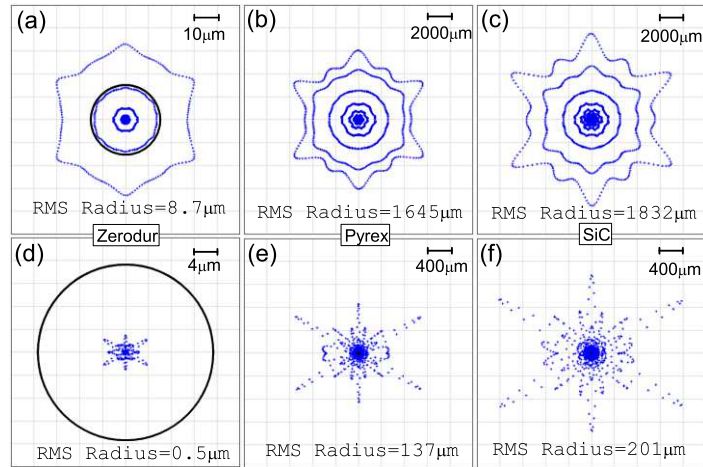 (a)
10μm
RMS Radius=8.7μm
(b)
2000μm
RMS Radius=1645μm
(c)
2000μm
RMS Radius=1832μm
Zerodur
Pyrex
SiC
(d)
4μm
RMS Radius=0.5μm
(e)
400μm
RMS Radius=137μm
(f)
400μm
RMS Radius=201μm